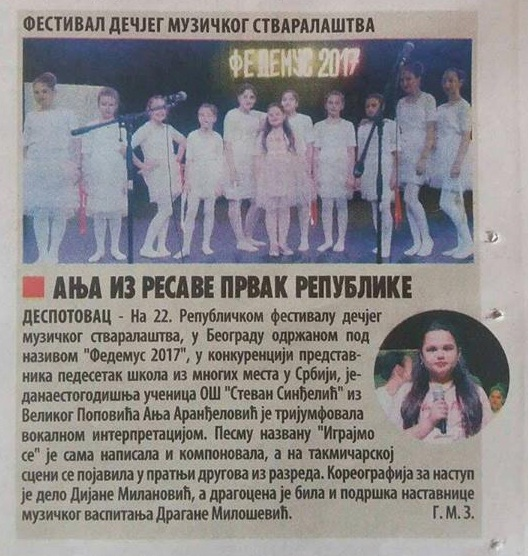 ФЕСТИВАЛ ДЕЧЈЕГ МУЗИЧКОГ СТВАРАЛАШТВА
ФЕДЕМУС 2017
АЊА ИЗ РЕСАВЕ ПРВАК РЕПУБЛИКЕ
ДЕСПОТОВАЦ - На 22. Републичком фестивалу дечјег
музичког стваралаштва, у Београду одржаном под
називом "Федемус 2017", у конкуренцији представ-
ника педесетак школа из многих места у Србији, је-
данаестогодишња ученица ОШ "Стеван Синђелић" из
Великог Поповића Ања Аранђеловић је тријумфовала
вокалном интерпретацијом. Песму названу "Играјмо
се" је сама написала и компоновала, а на такмичарској
сцени се појавила у пратњи другова из разреда. Кореографија за наступ
је дело Дијане Милановић, а драгоцена је била и подршка наставнице
музичког васпитања Драгане Милошевић. Г. М. З.